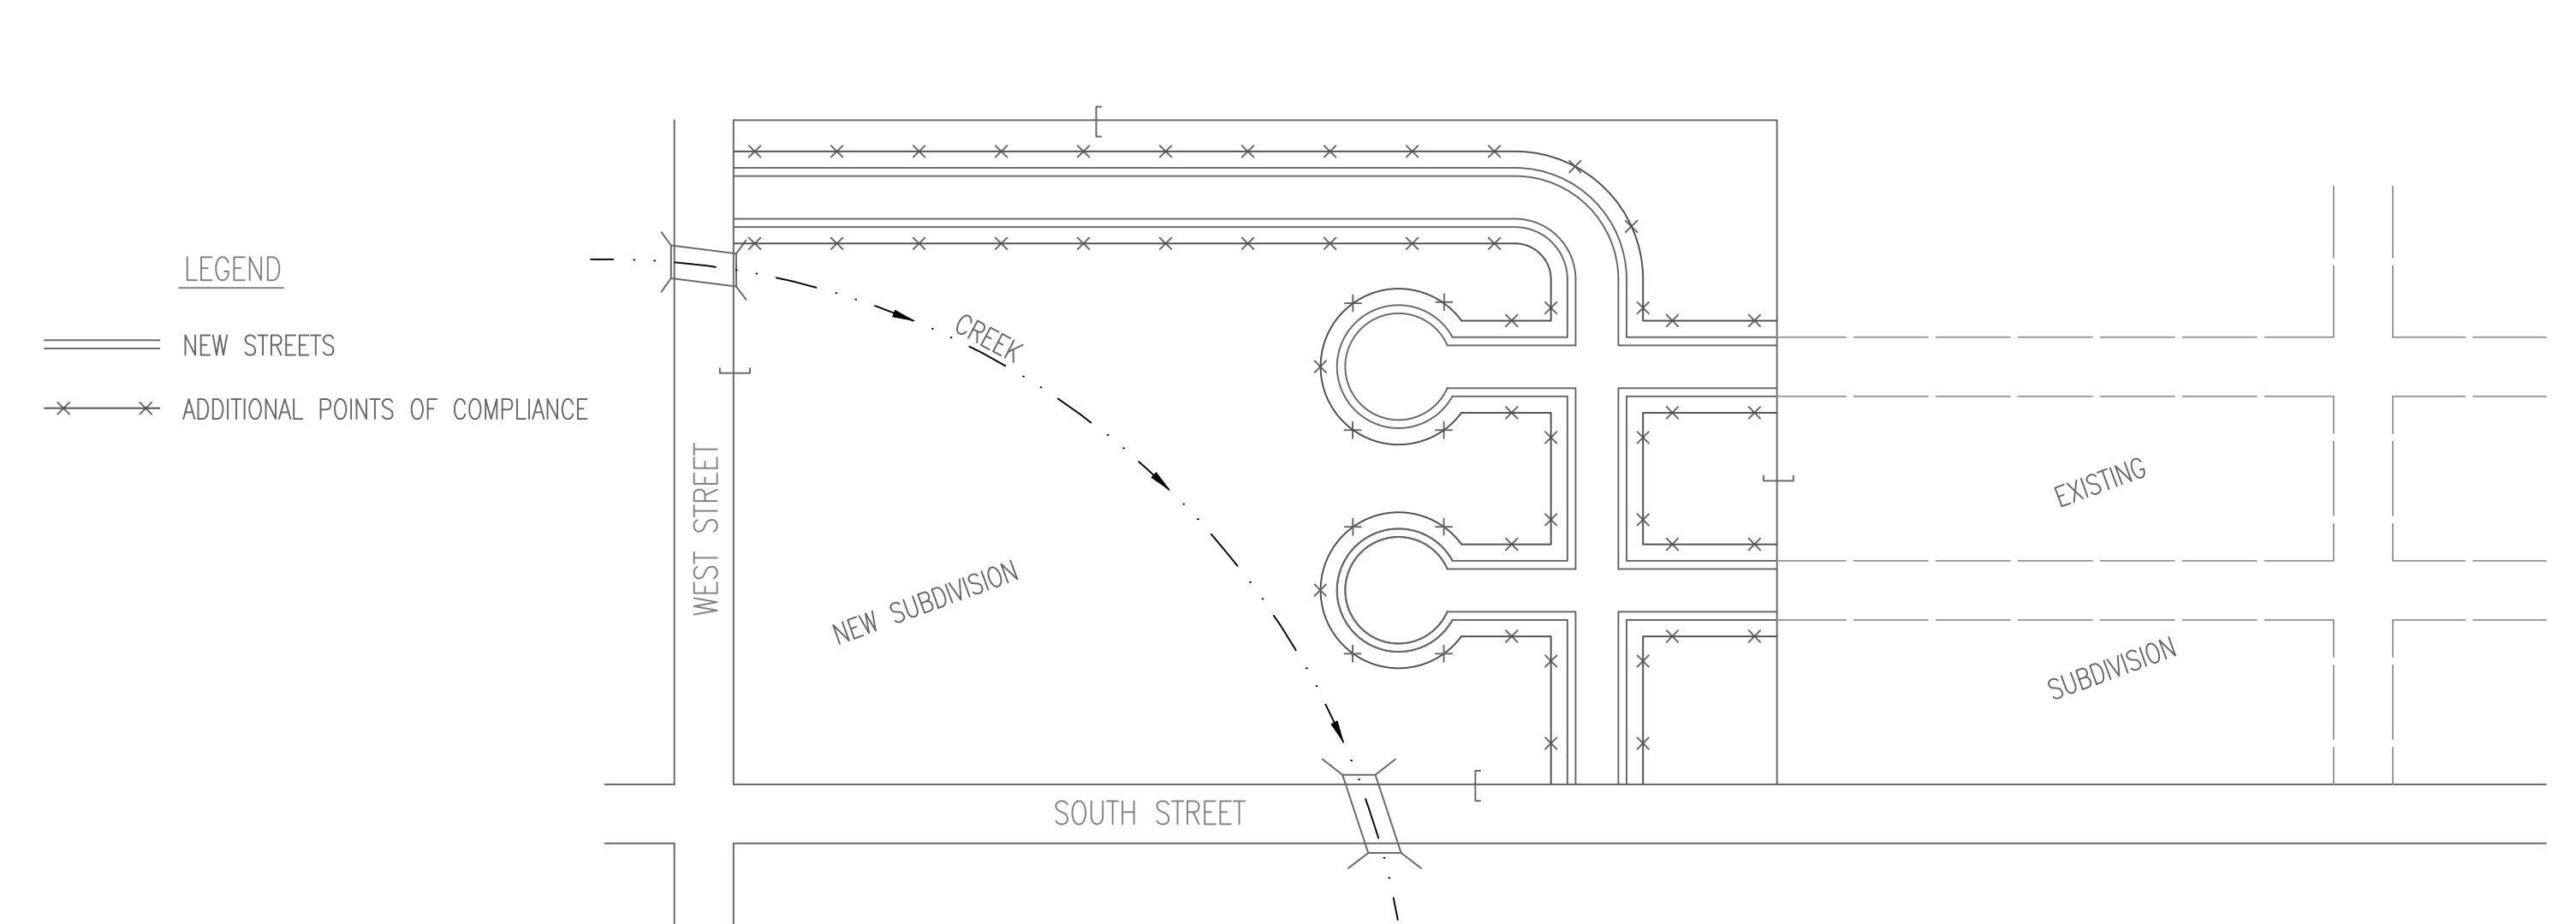 LEGEND
NEW STREETS
ADDITIONAL POINTS OF COMPLIANCE
WEST STREET
CREEK
NEW SUBDIVISION
SOUTH STREET
EXISTING
SUBDIVISION